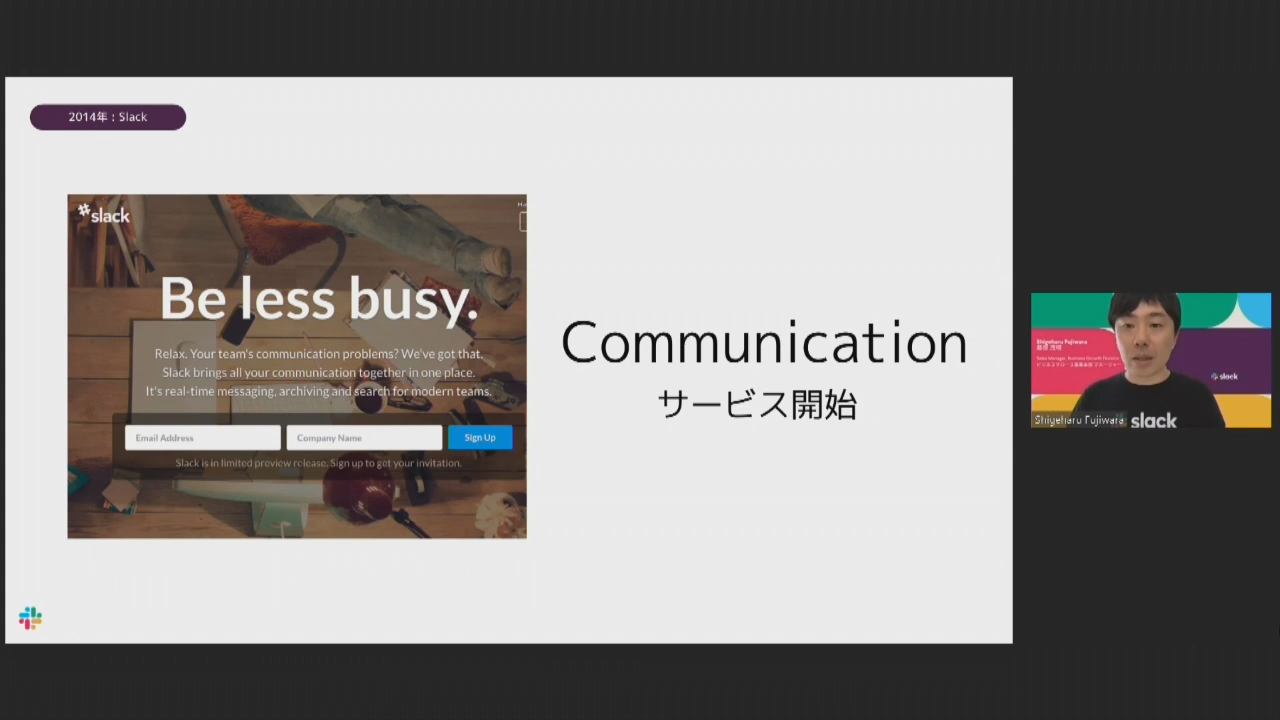 2014年：Slack
slack
Be less busy.
Relax. Your team's communication problems? We've got that.
Slack brings all your communication together in one place.
It's real-time messaging, archiving and search for modern teams.
Email Address
Company Name
Sign Up
Slack is in limited preview release. Sign up to get your invitation.
Communication
サービス開始
Shigeharu Fujiwara
slack
Shigeharu Fujiwara
slack